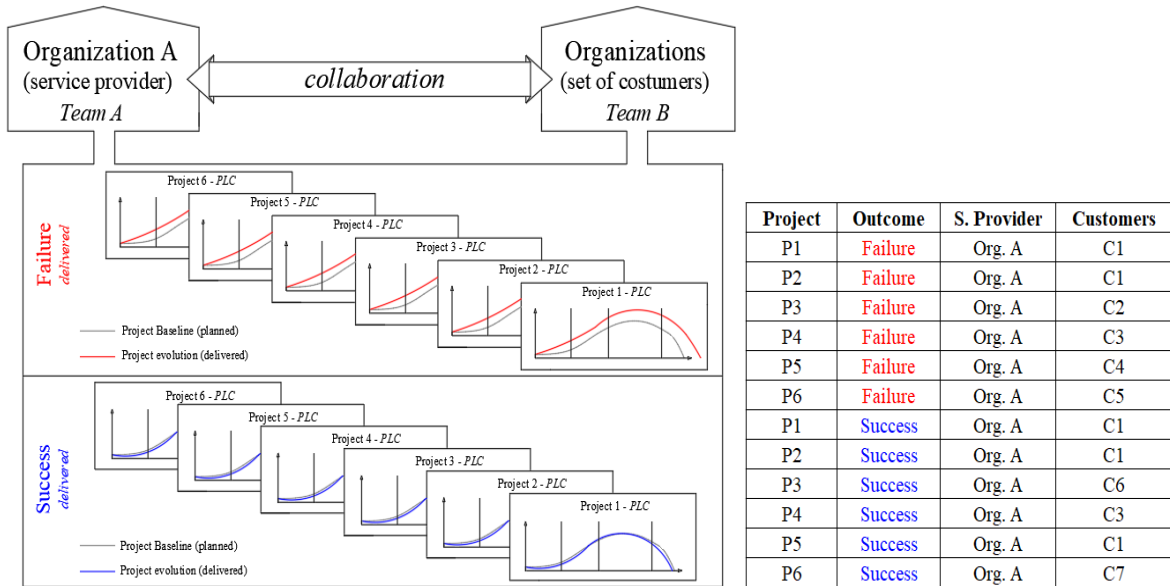 Organization A
(service provider)
Team A
collaboration
Organizations
(set of costumers)
Team B
Failure
delivered
Project 6 - PLC
Project 5 - PLC
Project 4 - PLC
Project 3 - PLC
Project 2 - PLC
Project 1 - PLC
Project Baseline (planned)
Project evolution (delivered)
Success
delivered
Project 6 - PLC
Project 5 - PLC
Project 4 - PLC
Project 3 - PLC
Project 2 - PLC
Project 1 - PLC
Project Baseline (planned)
Project evolution (delivered)
Project Outcome S. Provider Customers
P1 Failure Org. A C1
P2 Failure Org. A C1
P3 Failure Org. A C2
P4 Failure Org. A C3
P5 Failure Org. A C4
P6 Failure Org. A C5
P1 Success Org. A C1
P2 Success Org. A C1
P3 Success Org. A C6
P4 Success Org. A C3
P5 Success Org. A C1
P6 Success Org. A C7